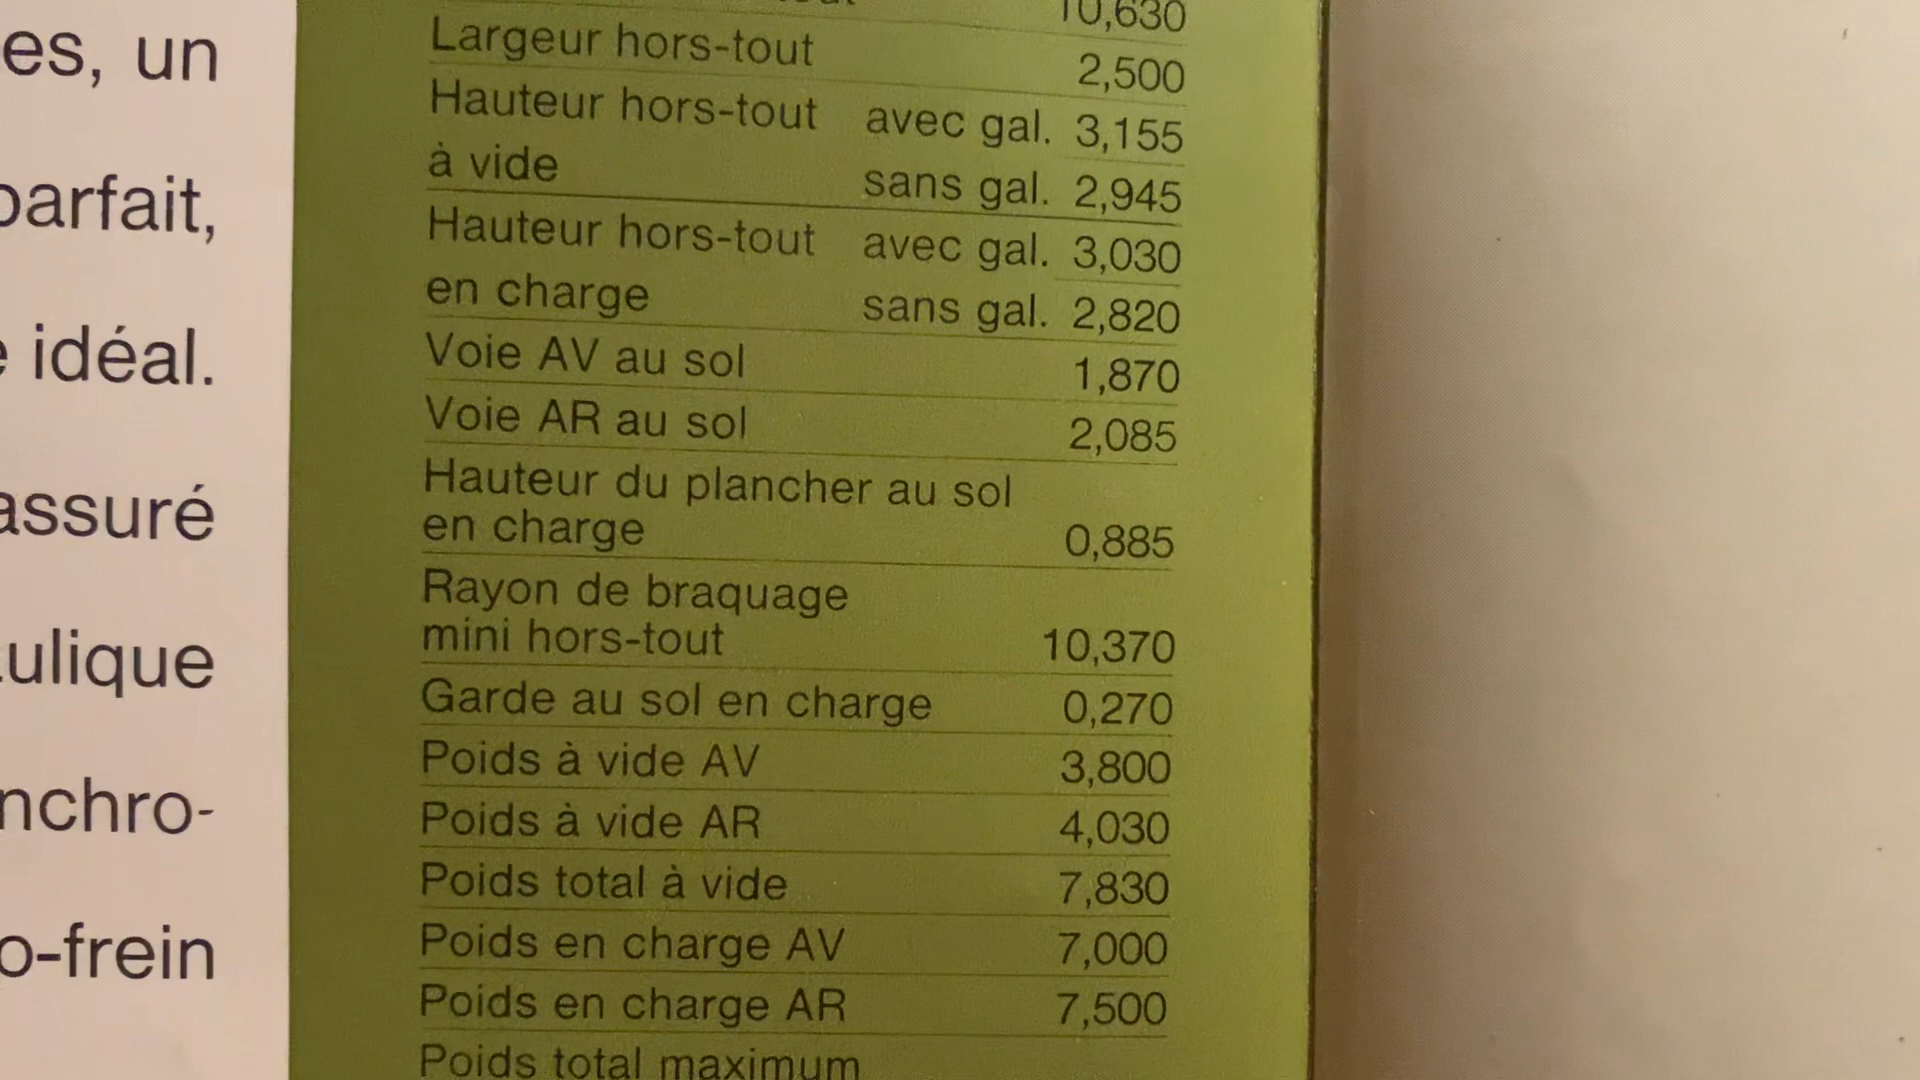 es, un
parfait,
idéal.
assuré
ulique
nchro-
o-frein
10,630
Largeur hors-tout 2,500
Hauteur hors-tout avec gal. 3,155
à vide sans gal. 2,945
Hauteur hors-tout avec gal. 3,030
en charge sans gal. 2,820
Voie AV au sol 1,870
Voie AR au sol 2,085
Hauteur du plancher au sol
en charge 0,885
Rayon de braquage
mini hors-tout 10,370
Garde au sol en charge 0,270
Poids à vide AV 3,800
Poids à vide AR 4,030
Poids total à vide 7,830
Poids en charge AV 7,000
Poids en charge AR 7,500
Poids total maximum